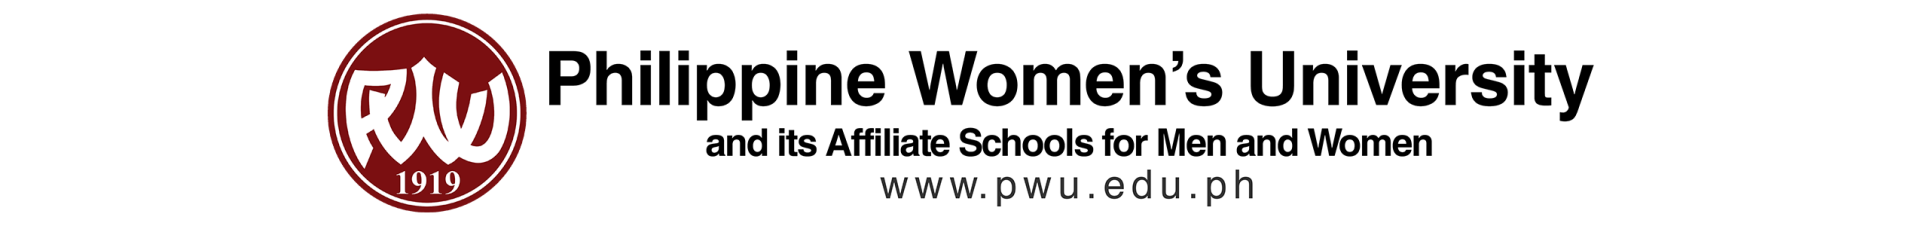 PWU
1919
Philippine Women's University
and its Affiliate Schools for Men and Women
www.pwu.edu.ph